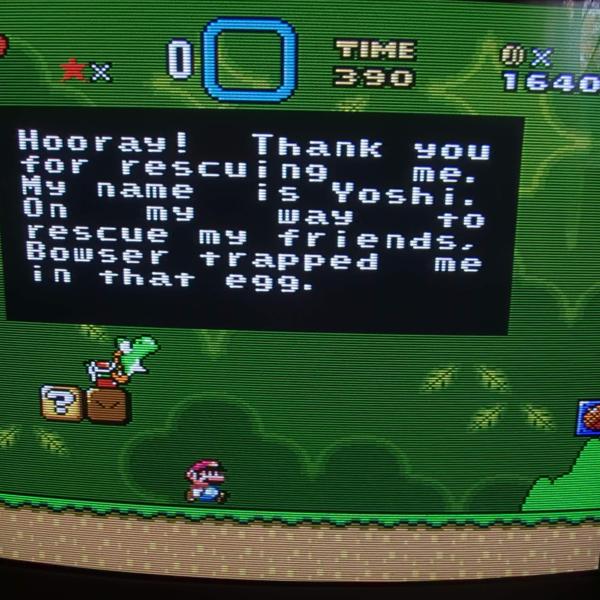 0
TIME
x
x
390
1640
Hooray! Thank you
for rescuing me.
My name is Yoshi.
On my way to
rescue my friends,
Bowser trapped me
in that egg.
?